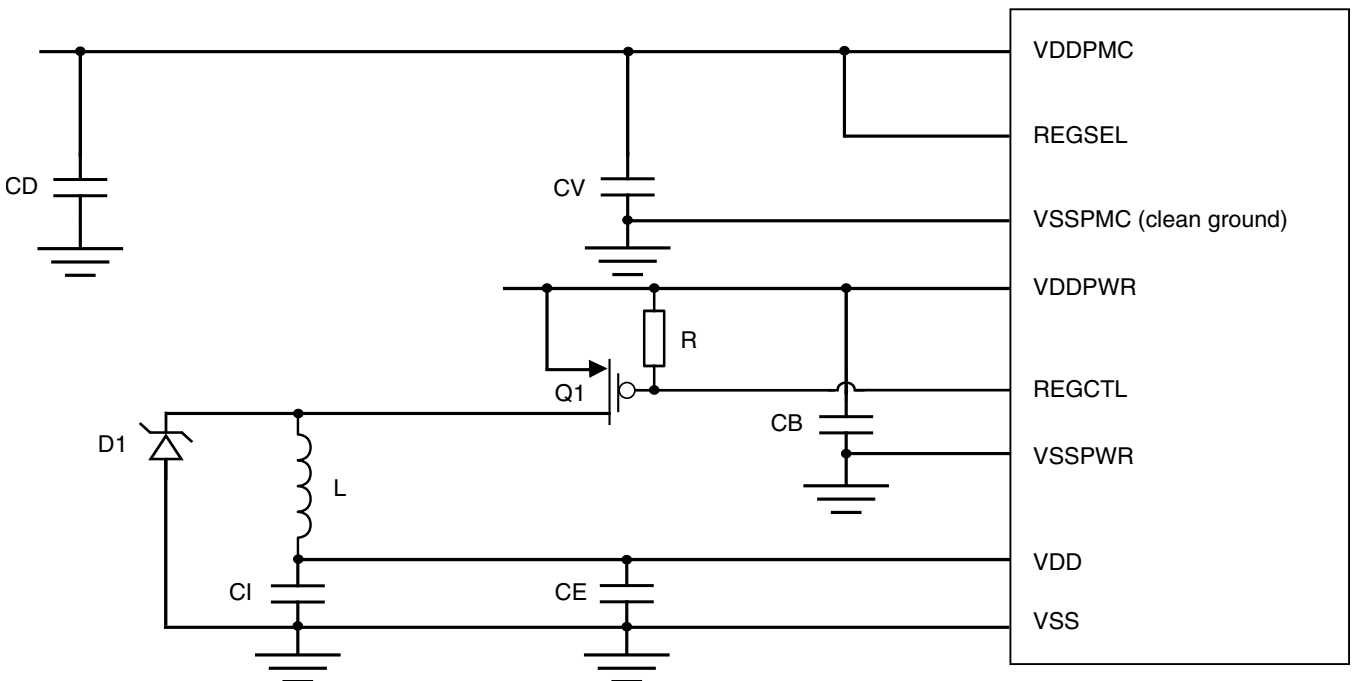 VDDPMC
REGSEL
CD
CV
VSSPMC (clean ground)
VDDPWR
R
Q1
REGCTL
CB
D1
VSSPWR
L
VDD
CI
CE
VSS